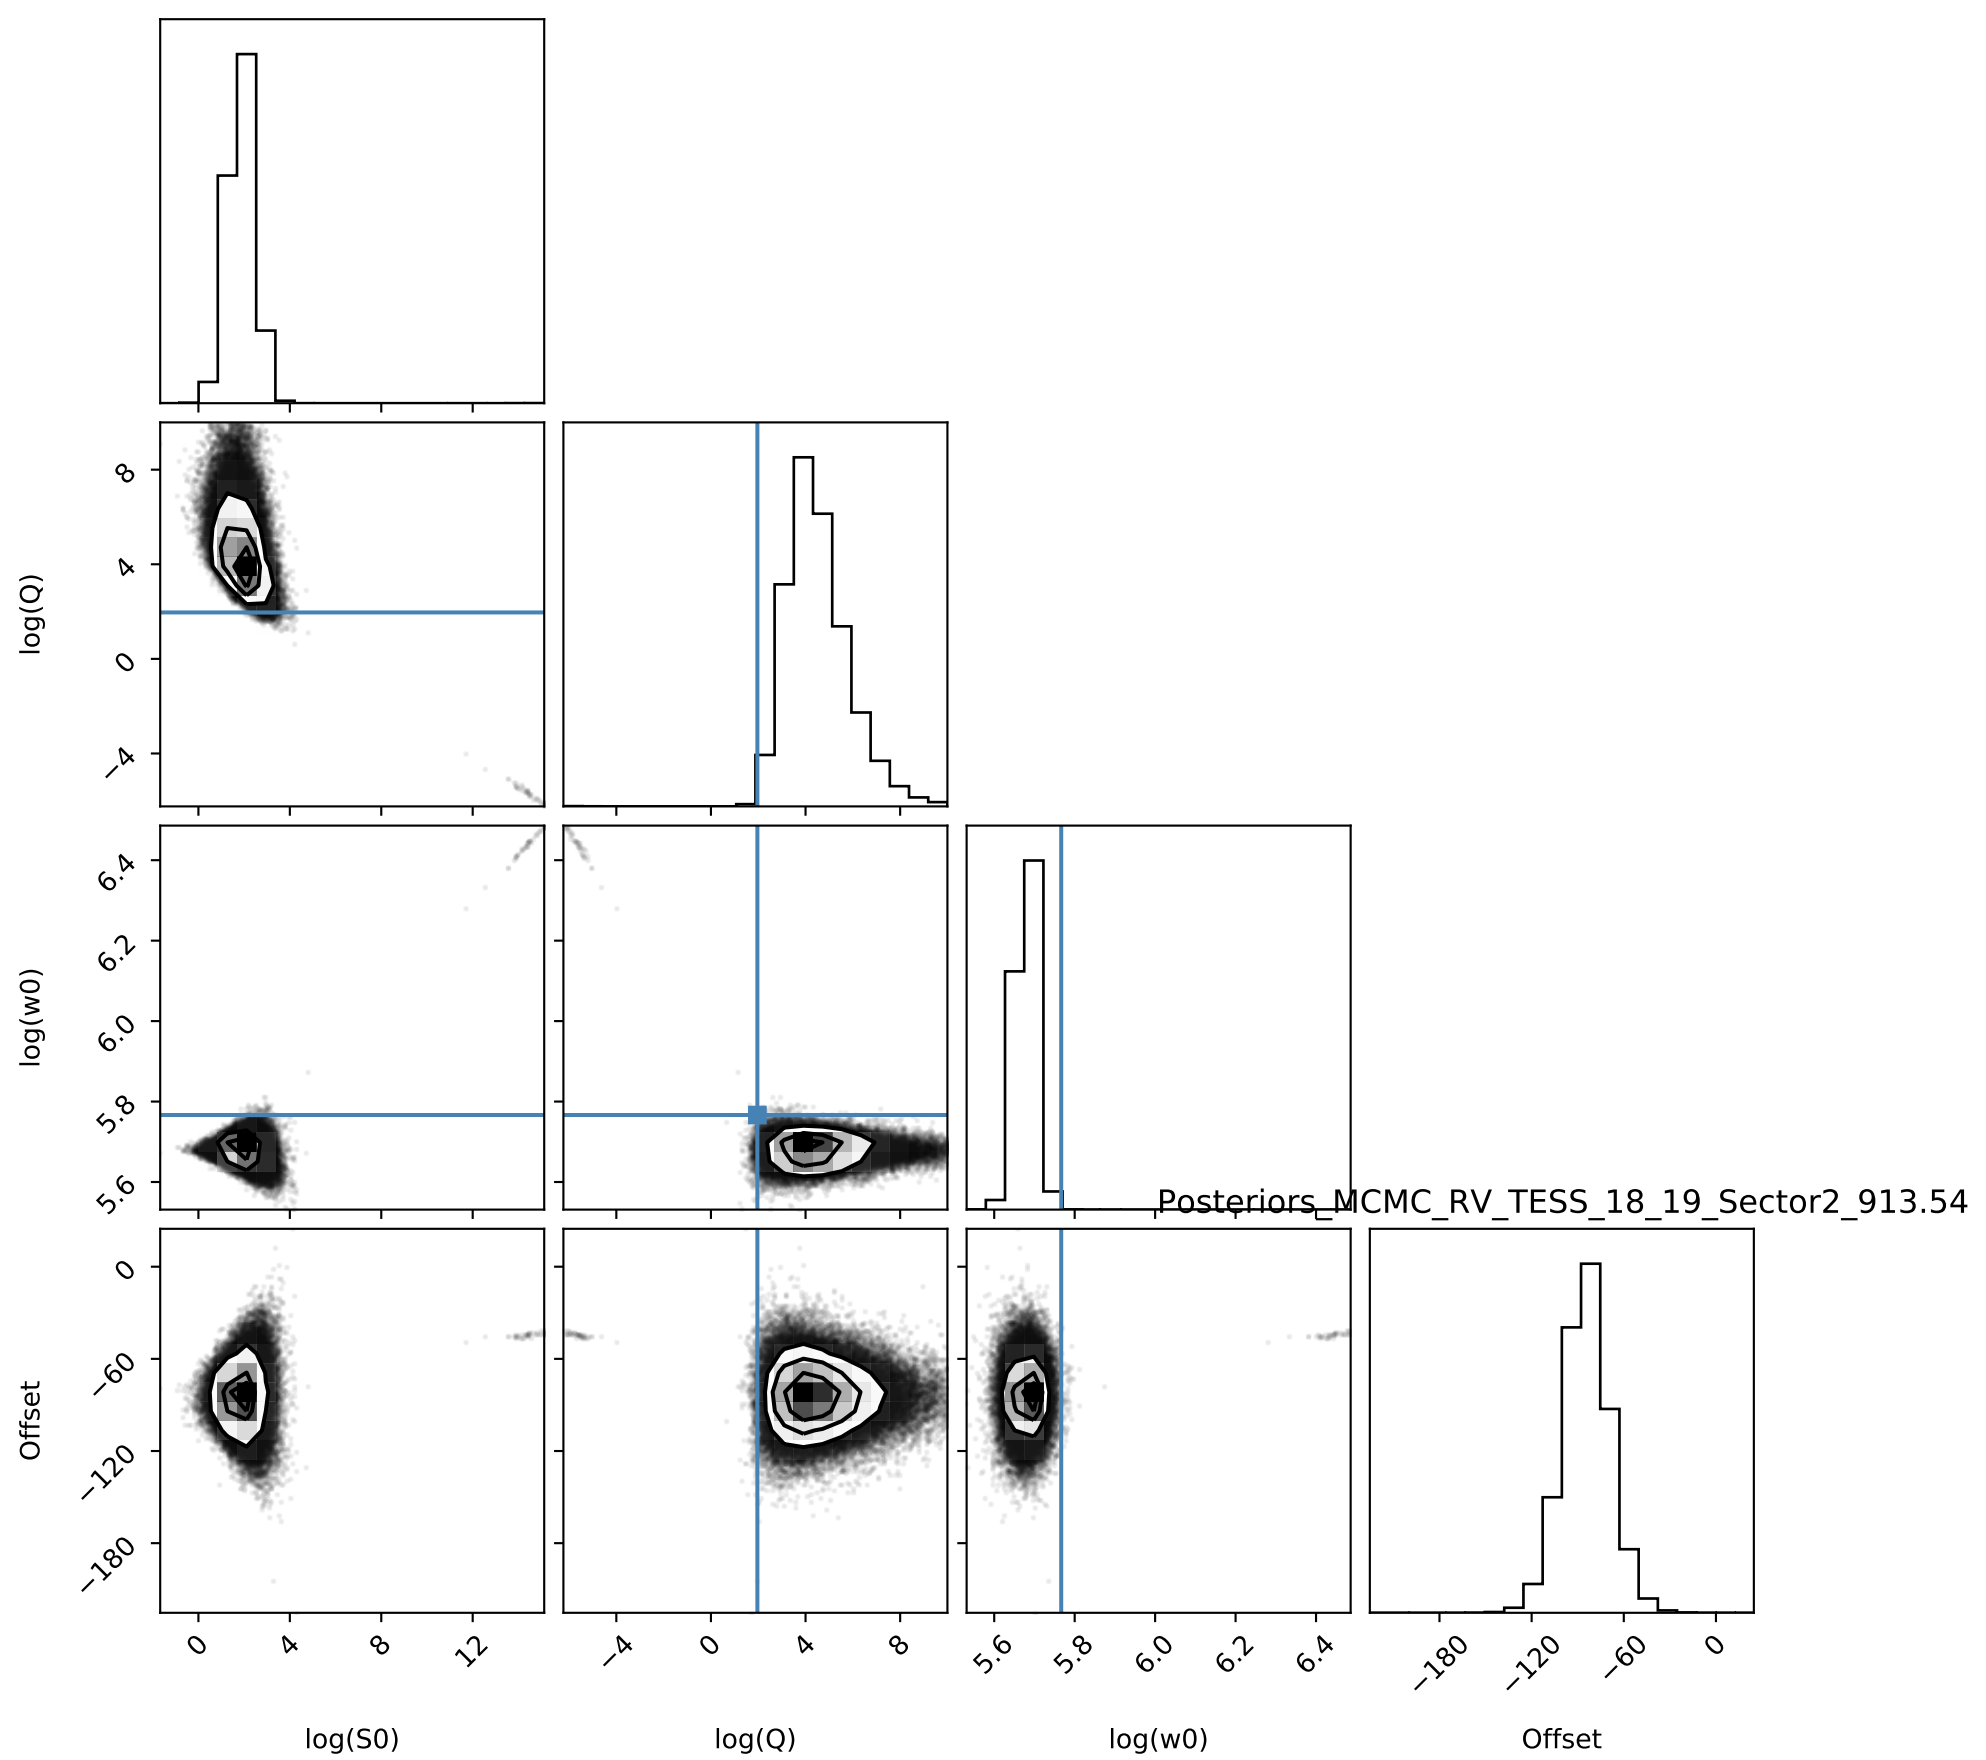 8
4
0
−4
log(Q)
6.4
6.2
6.0
5.8
5.6
log(w0)
Posteriors_MCMC_RV_TESS_18_19_Sector2_913.54
0
−60
−120
−180
Offset
0 4 8 12
−4 0 4 8
5.6 5.8 6.0 6.2 6.4
−180 −120 −60 0
log(S0) log(Q) log(w0) Offset